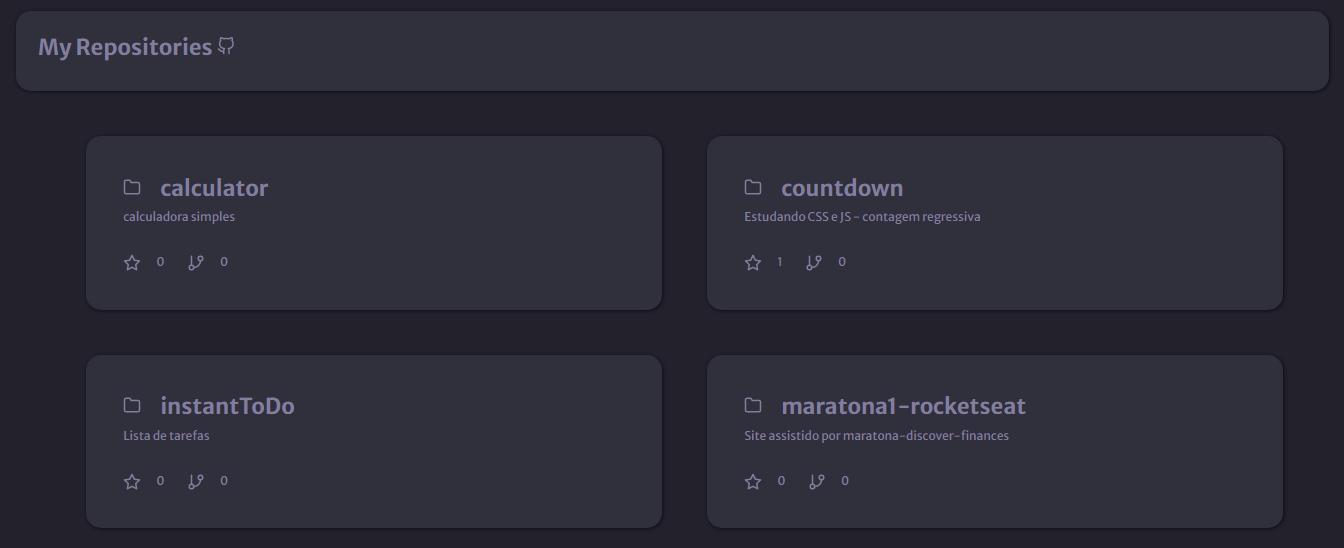 My Repositories
calculator
calculadora simples
0 0
countdown
Estudando CSS e JS - contagem regressiva
1 0
instantToDo
Lista de tarefas
0 0
maratona1-rocketseat
Site assistido por maratona-discover-finances
0 0